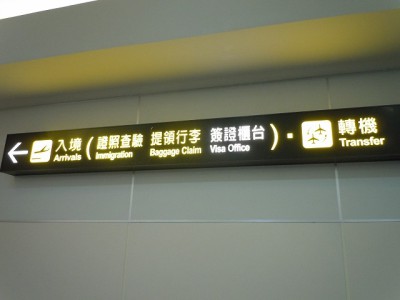 入境 ( 證照查驗 提領行李 簽證櫃台 ) · 轉機
Arrivals Immigration Baggage Claim Visa Office Transfer